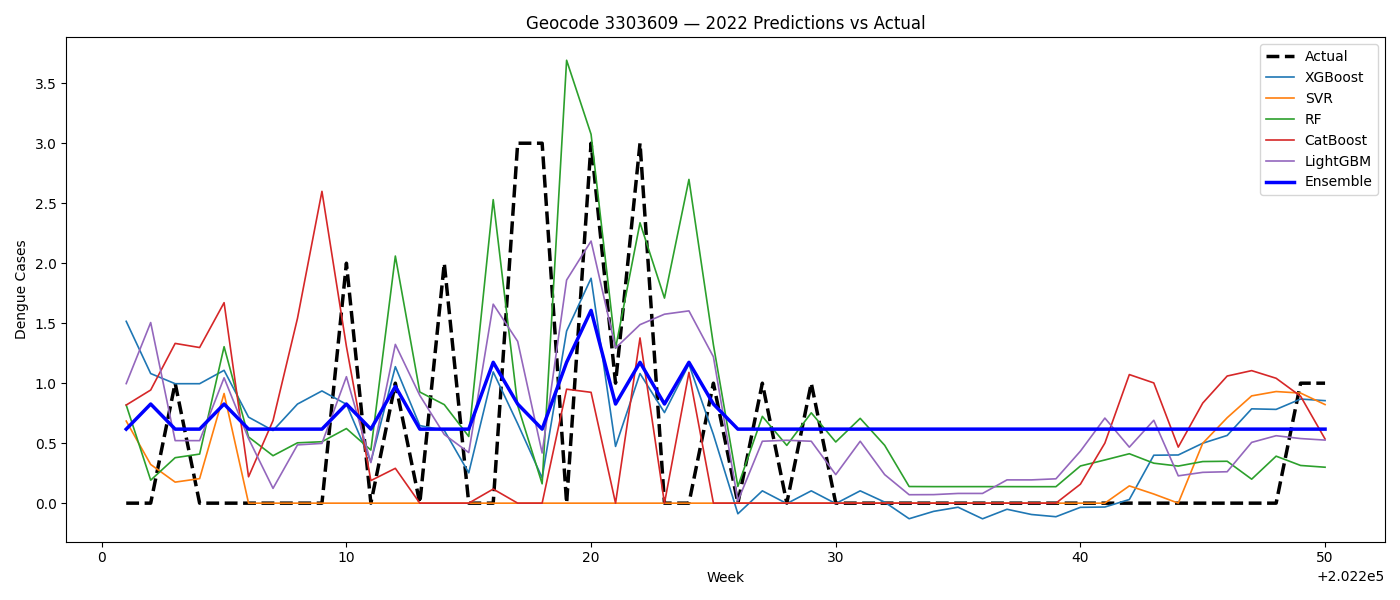 Geocode 3303609 — 2022 Predictions vs Actual
Dengue Cases
3.5
3.0
2.5
2.0
1.5
1.0
0.5
0.0
Actual
XGBoost
SVR
RF
CatBoost
LightGBM
Ensemble
0
10
20
30
40
50
Week
+2.022e5